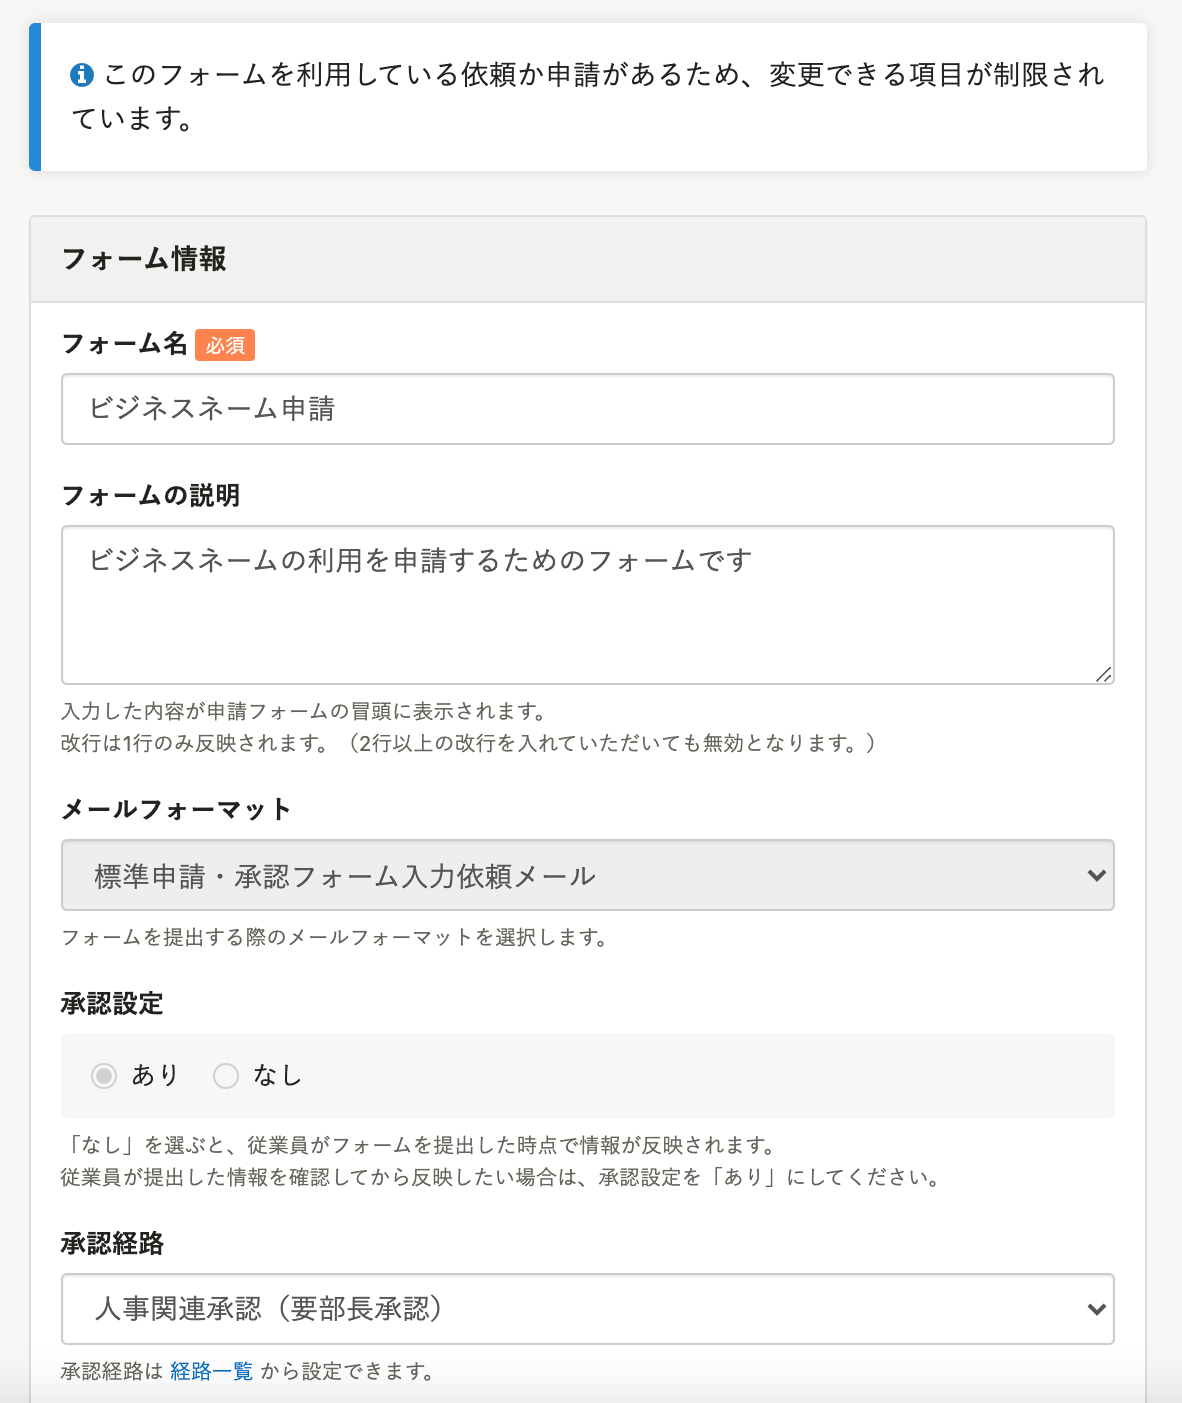 このフォームを利用している依頼か申請があるため、変更できる項目が制限され
ています。
フォーム情報
フォーム名 必須
ビジネスネーム申請
フォームの説明
ビジネスネームの利用を申請するためのフォームです
入力した内容が申請フォームの冒頭に表示されます。
改行は1行のみ反映されます。（2行以上の改行を入れていただいても無効となります。）
メールフォーマット
標準申請・承認フォーム入力依頼メール
フォームを提出する際のメールフォーマットを選択します。
承認設定
あり なし
「なし」を選ぶと、従業員がフォームを提出した時点で情報が反映されます。
従業員が提出した情報を確認してから反映したい場合は、承認設定を「あり」にしてください。
承認経路
人事関連承認（要部長承認）
承認経路は 経路一覧 から設定できます。